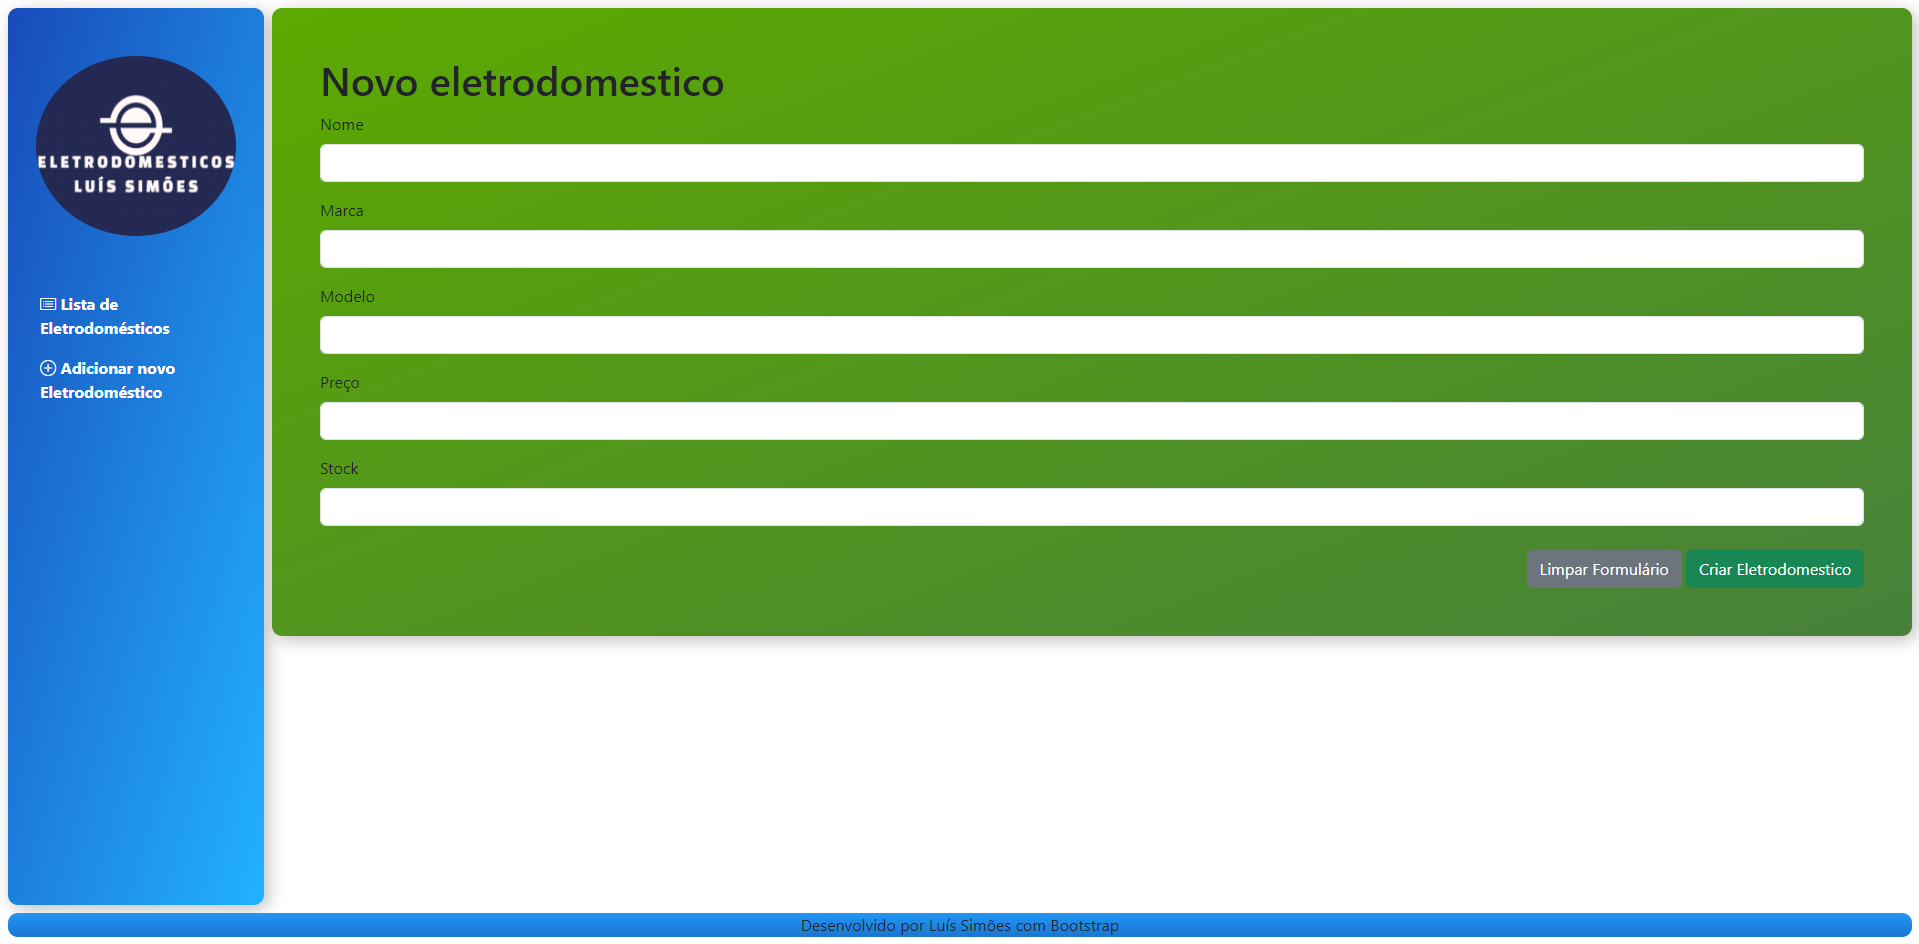 ELETRODOMESTICOS
LUÍS SIMÕES
Lista de
Eletrodomésticos
Adicionar novo
Eletrodoméstico
Novo eletrodomestico
Nome
Marca
Modelo
Preço
Stock
Limpar Formulário
Criar Eletrodomestico
Desenvolvido por Luís Simões com Bootstrap